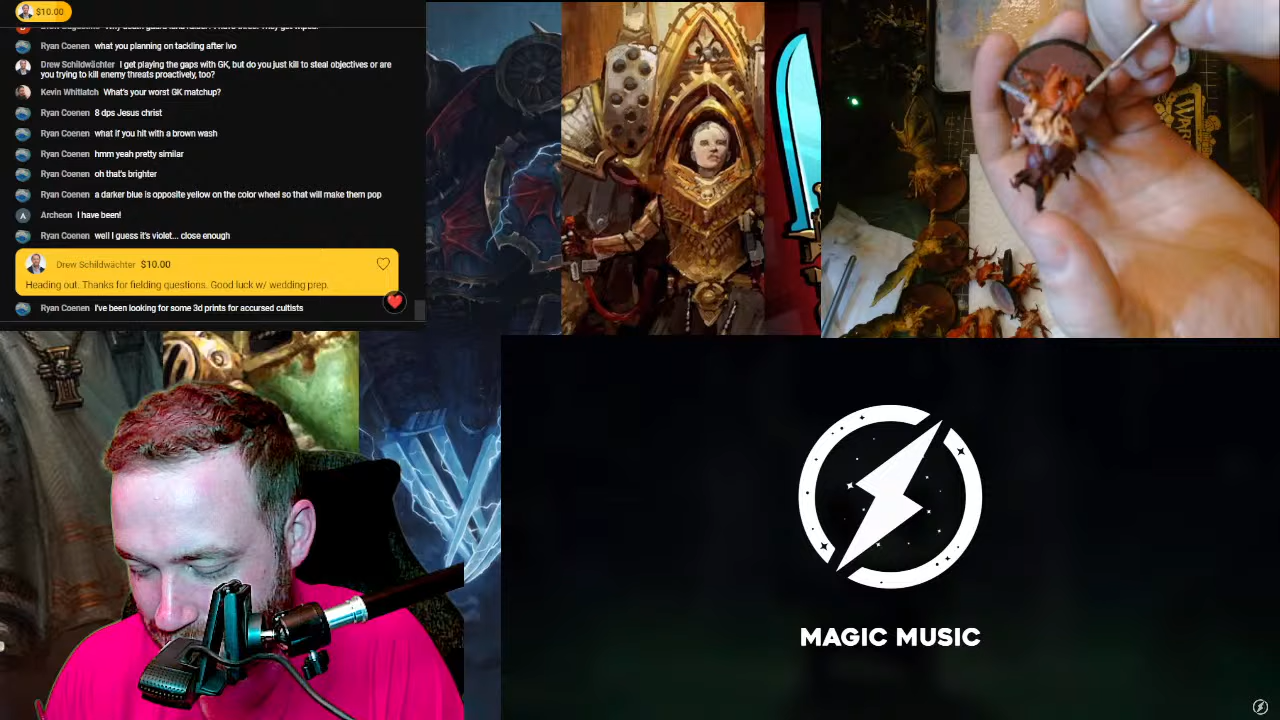 $10.00
Ryan Coenen what you planning on tackling after Ivo
Drew Schildwächter I get playing the gaps with GK, but do you just kill to steal objectives or are
you trying to kill enemy threats proactively, too?
Kevin Whitlatch What's your worst GK matchup?
Ryan Coenen 8 dps Jesus christ
Ryan Coenen what if you hit with a brown wash
Ryan Coenen hmm yeah pretty similar
Ryan Coenen oh that's brighter
Ryan Coenen a darker blue is opposite yellow on the color wheel so that will make them pop
A Archeon I have been!
Ryan Coenen well I guess it's violet... close enough
Drew Schildwächter $10.00
Heading out. Thanks for fielding questions. Good luck w/ wedding prep.
Ryan Coenen I've been looking for some 3d prints for accursed cultists
WAR
MAGIC MUSIC